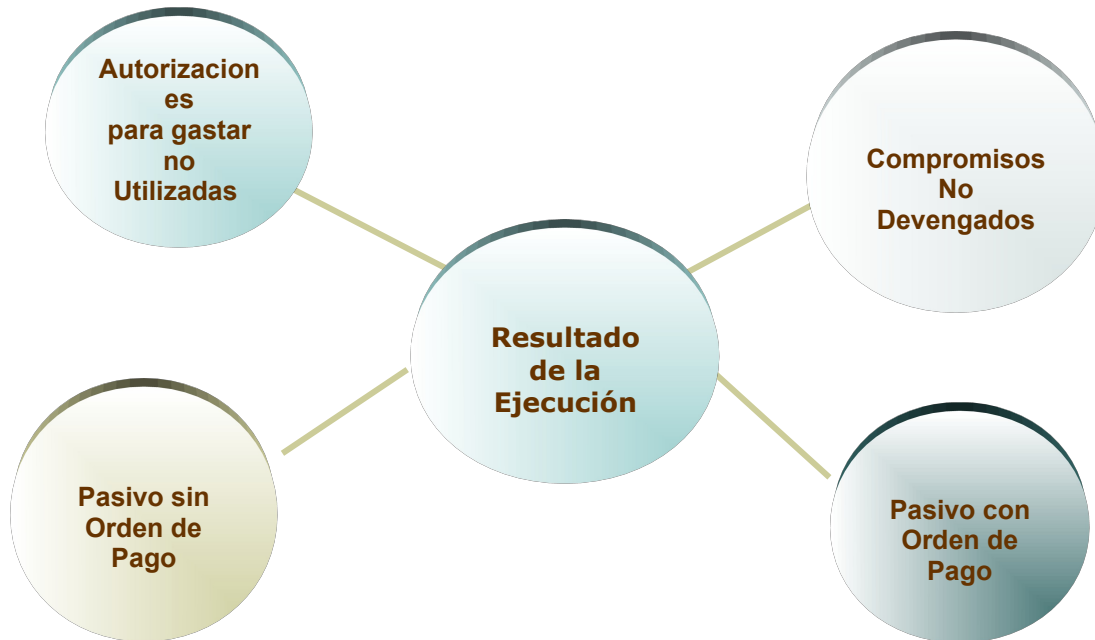 Autorizacion
es
para gastar
no
Utilizadas
Compromisos
No
Devengados
Resultado
de la
Ejecución
Pasivo sin
Orden de
Pago
Pasivo con
Orden de
Pago